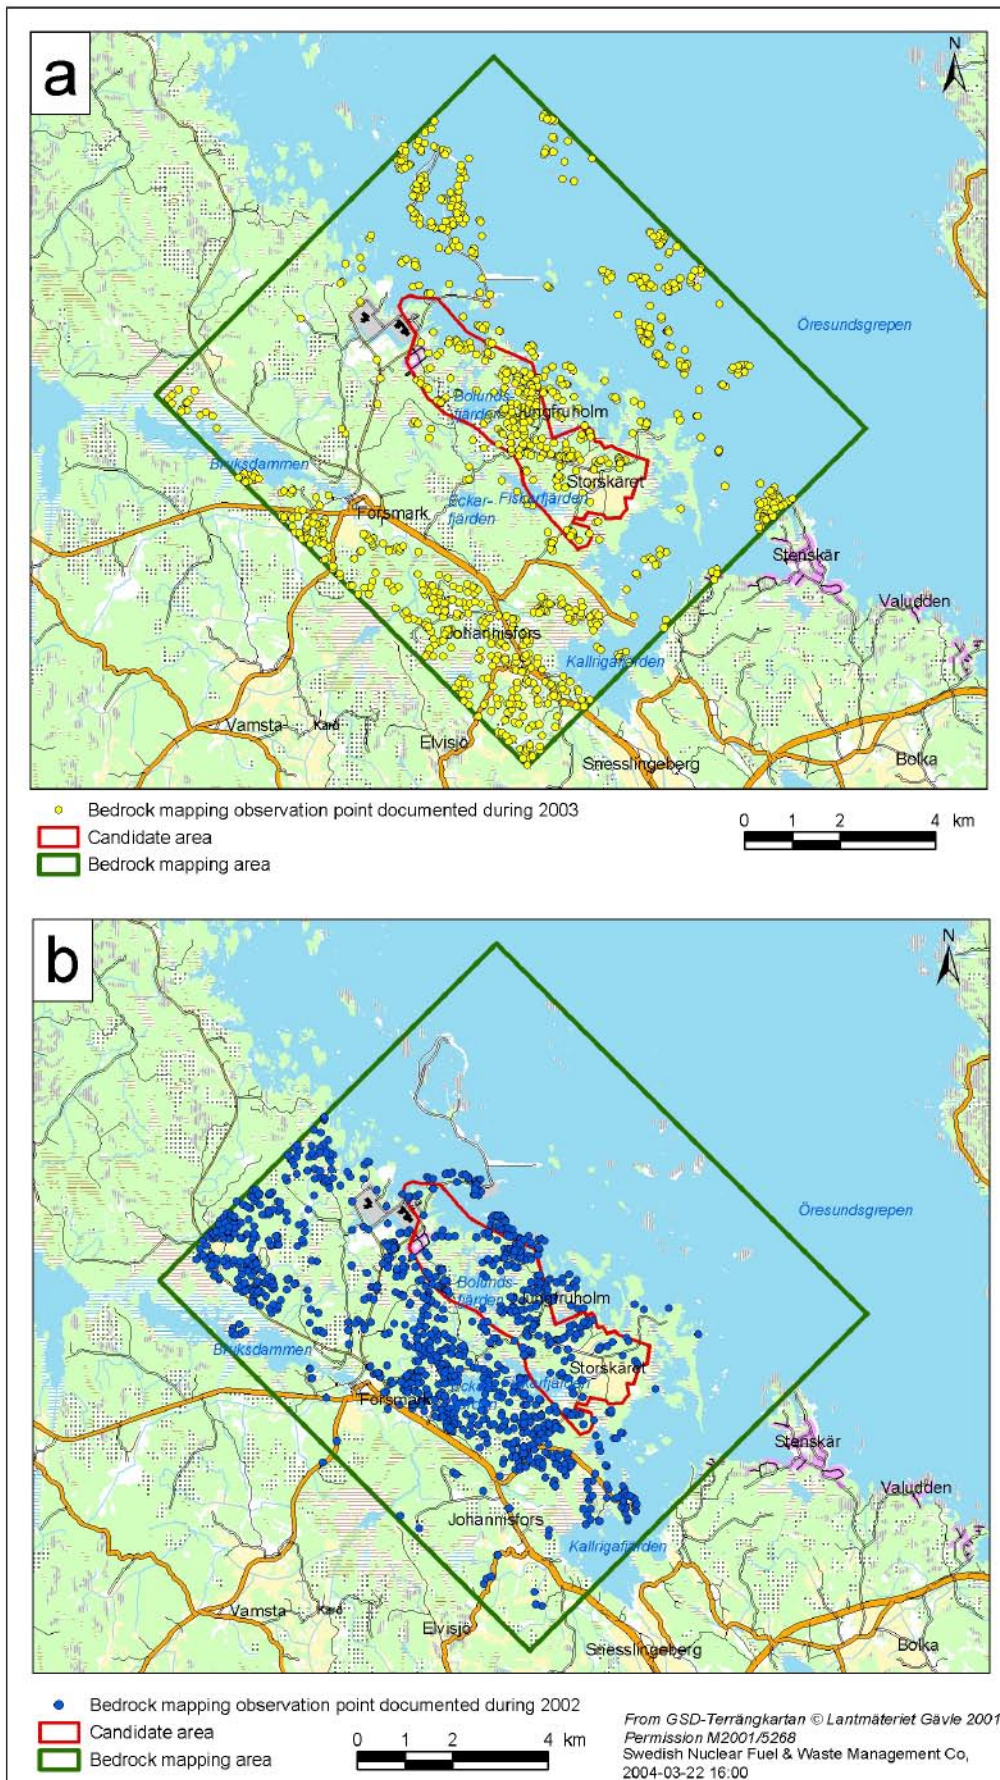 a
N
Öresundsgrepen
Bolunds-
fjärden
Jungfruholm
Storskäret
Bruksdammen
Ecker-
fjärden
Fiskarfjärden
Forsmark
Stenskär
Valudden
Johannisfors
Kallrigafjärden
Vamsta
Karö
Elvisjö
Snesslingeberg
Bolka
Bedrock mapping observation point documented during 2003
Candidate area
Bedrock mapping area
0 1 2 4 km
b
N
Öresundsgrepen
Bolunds-
fjärden
Jungfruholm
Storskäret
Bruksdammen
Forsmark
Stenskär
Valudden
Johannisfors
Kallrigafjärden
Vamsta
Karö
Elvisjö
Snesslingeberg
Bolka
Bedrock mapping observation point documented during 2002
Candidate area
Bedrock mapping area
0 1 2 4 km
From GSD-Terrängkartan © Lantmäteriet Gävle 2001
Permission M2001/5268
Swedish Nuclear Fuel & Waste Management Co,
2004-03-22 16:00